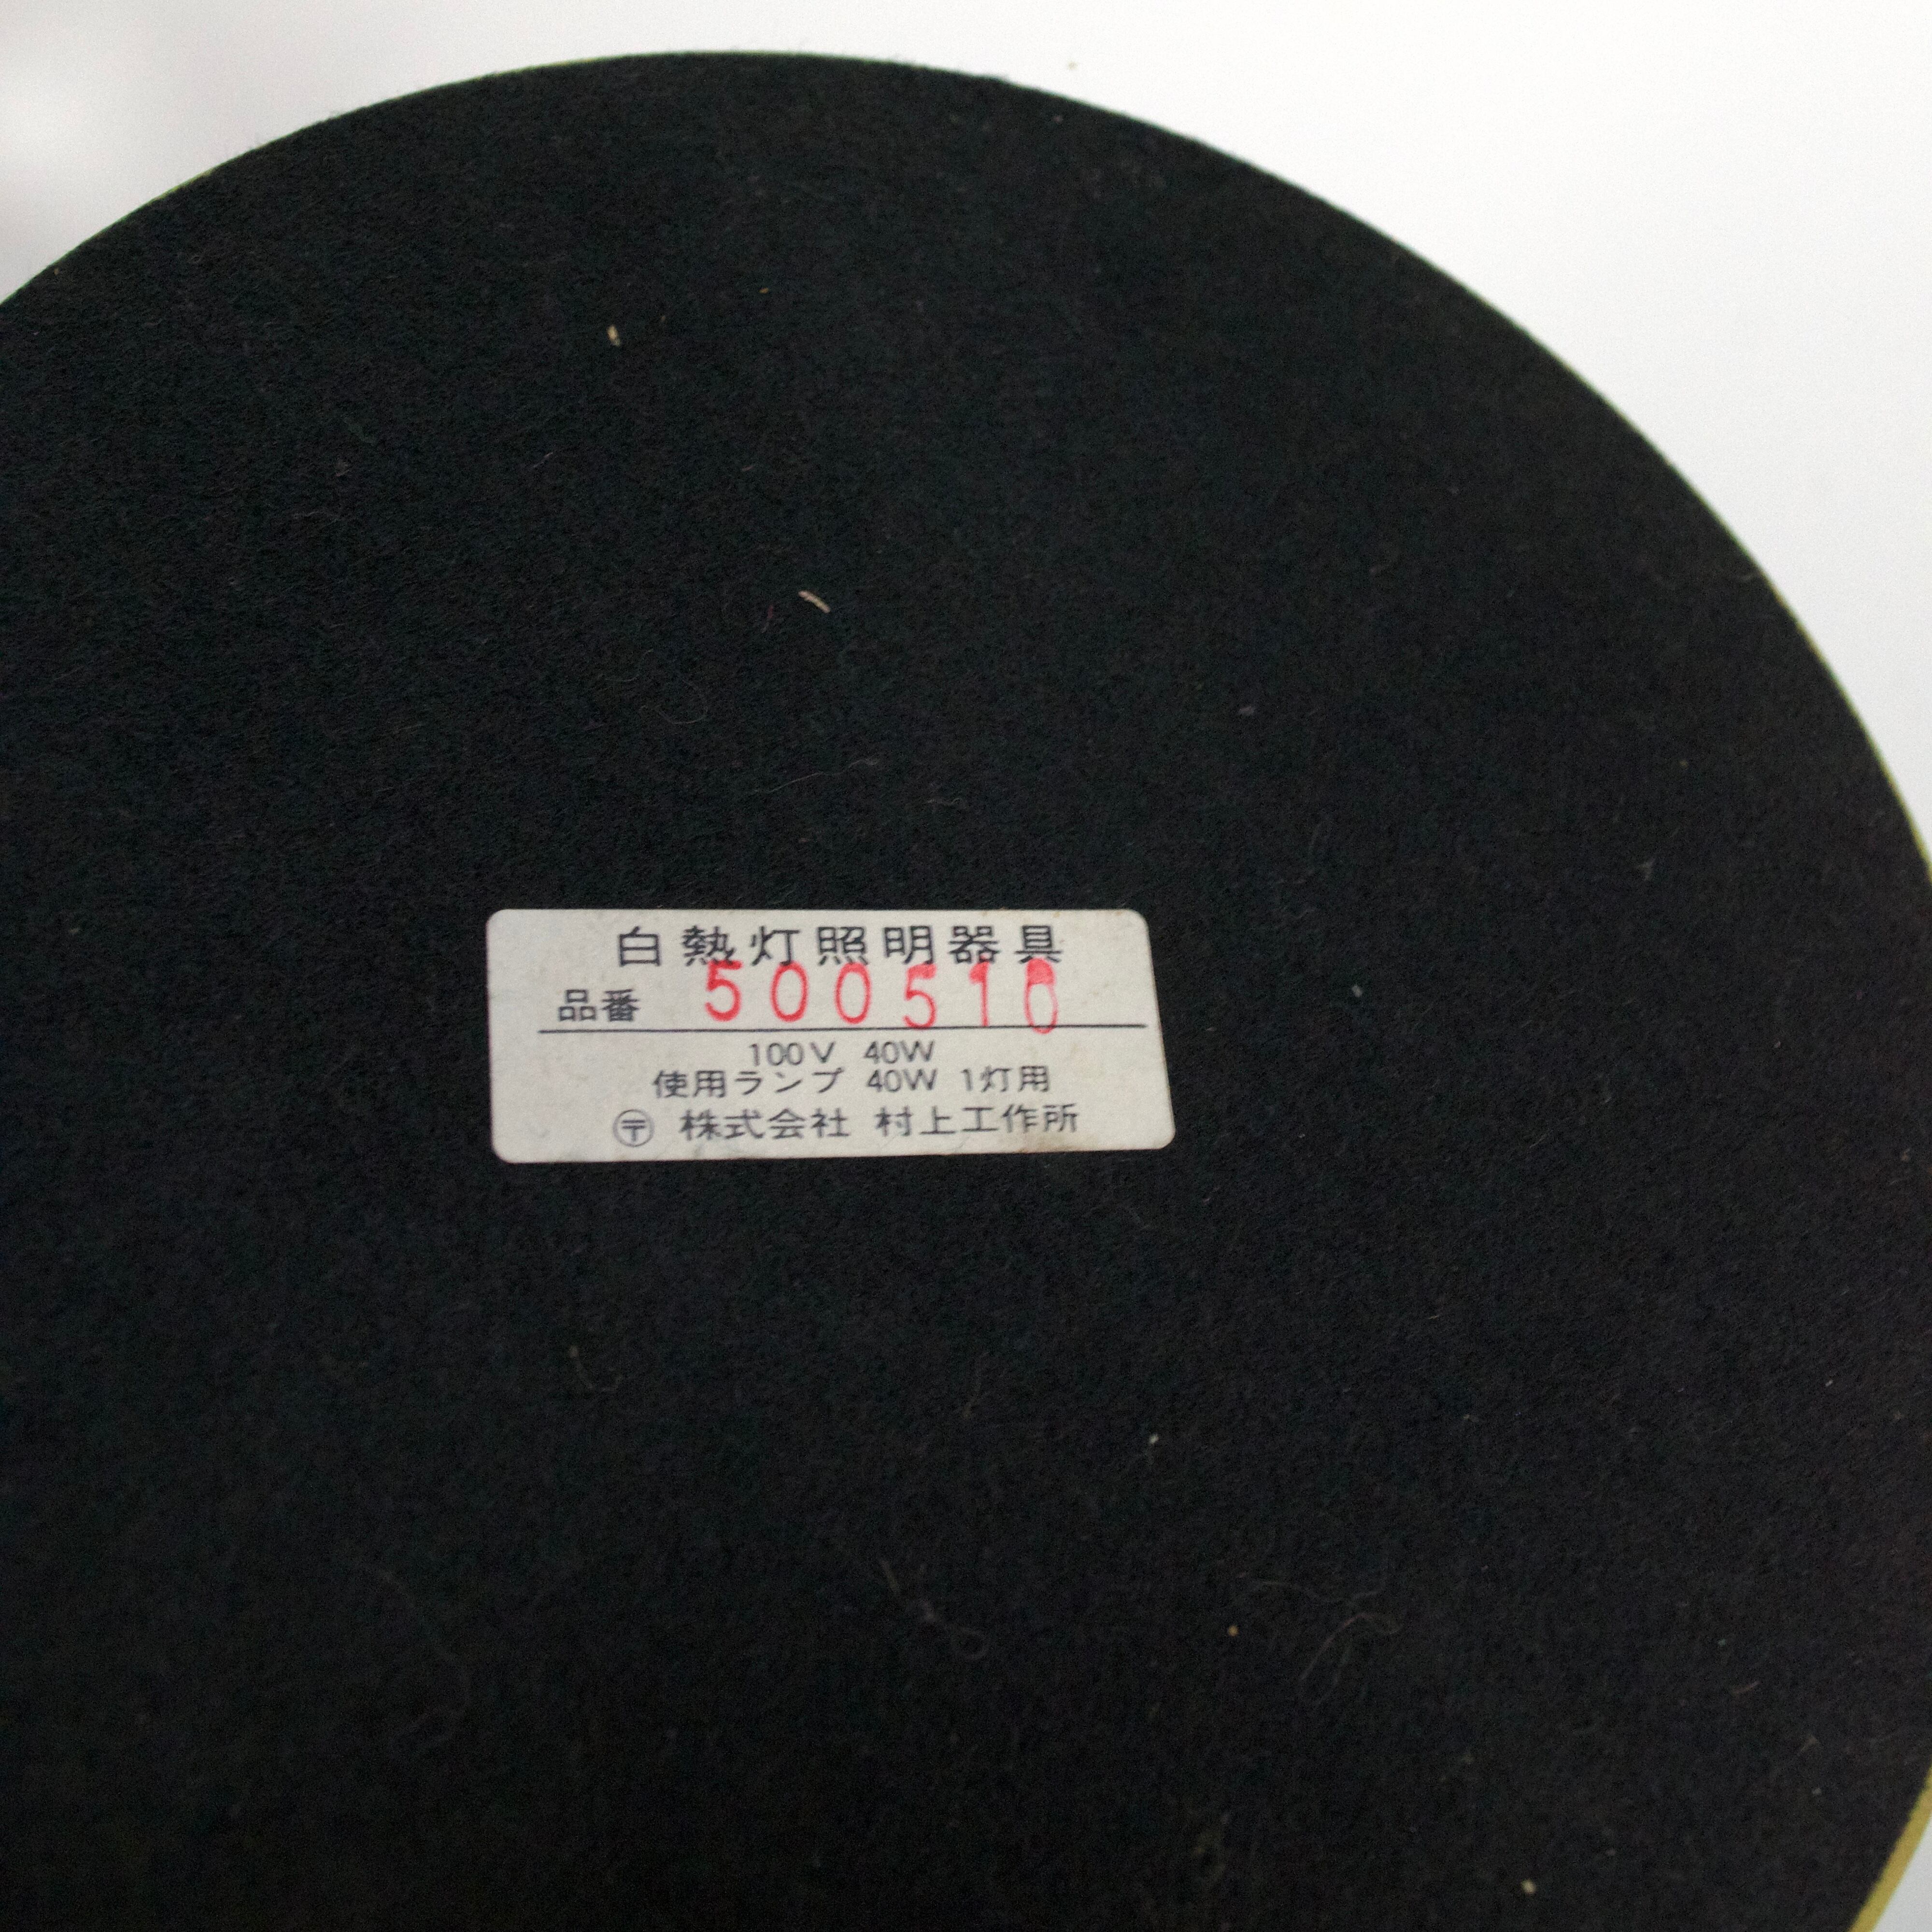 白熱灯照明器具
品番 500510
100V 40W
使用ランプ 40W 1灯用
〶 株式会社 村上工作所